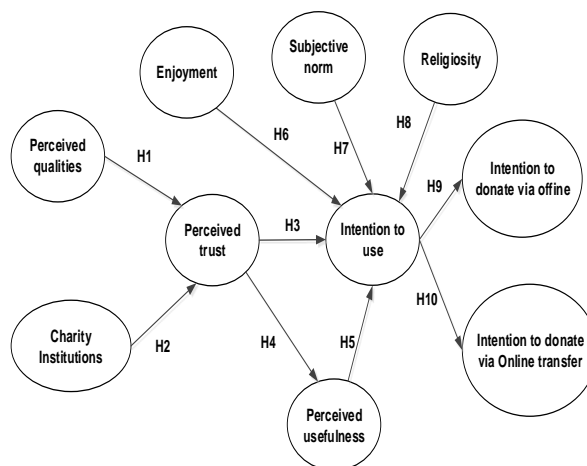 Subjective
norm
Enjoyment
Religiosity
H6
H7
H8
Perceived
qualities
H1
H9
Intention to
donate via offine
Perceived
trust
H3
Intention to
use
H10
Charity
Institutions
H2
H4
H5
Intention to donate
via Online transfer
Perceived
usefulness